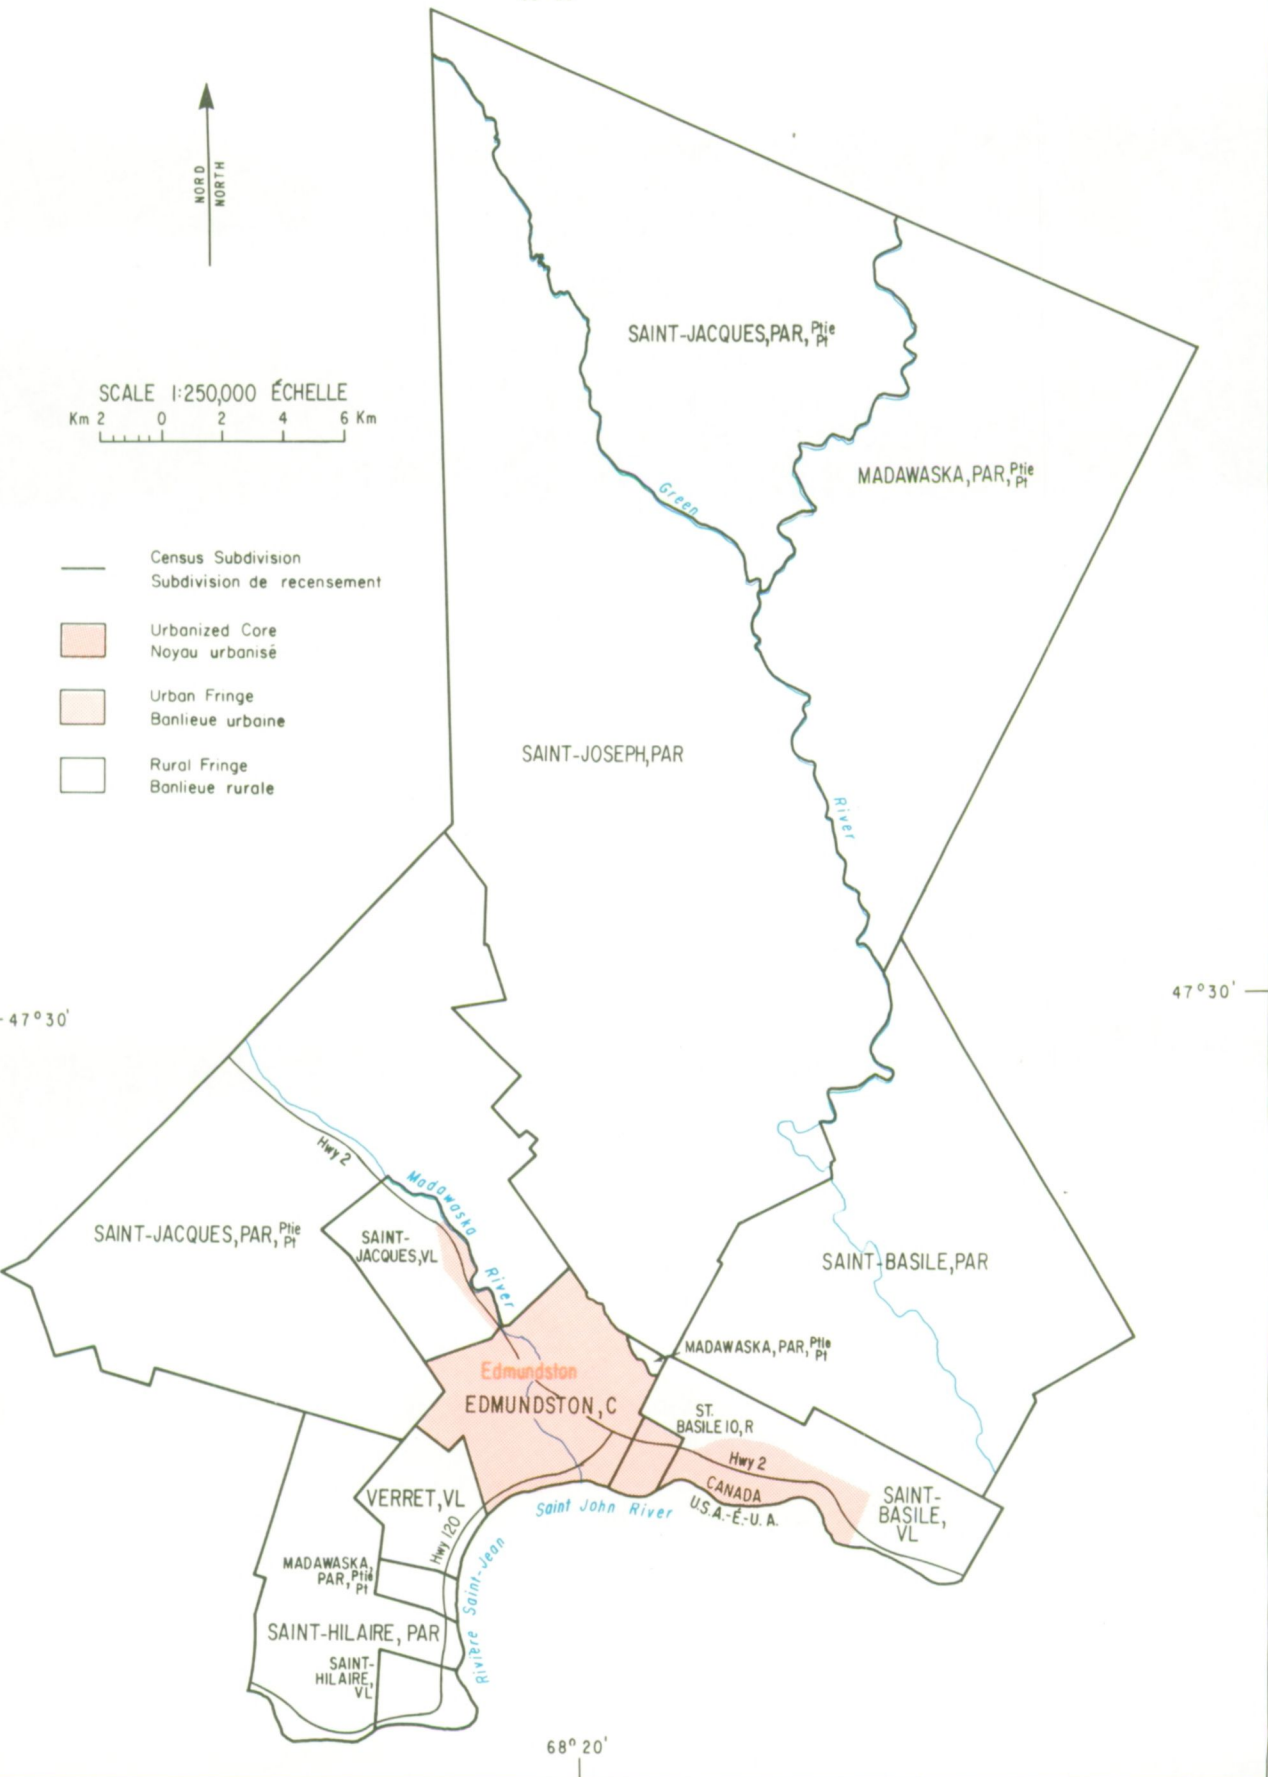 NORD
NORTH
SAINT-JACQUES,PAR,Ptie
Pt
SCALE 1:250,000 ÉCHELLE
Km 2 0 2 4 6 Km
MADAWASKA,PAR,Ptie
Pt
Green
Census Subdivision
Subdivision de recensement
Urbanized Core
Noyau urbanisé
Urban Fringe
Banlieue urbaine
SAINT-JOSEPH,PAR
Rural Fringe
Banlieue rurale
River
47°30'
47°30'
Hwy 2
Madawaska
River
SAINT-JACQUES,PAR,Ptie
Pt
SAINT-
JACQUES,VL
SAINT-BASILE,PAR
MADAWASKA,PAR,Ptie
Pt
Edmundston
EDMUNDSTON,C
ST.
BASILE 10,R
Hwy 2
CANADA
U.S.A.-É.-U.A.
SAINT-
BASILE,
VL
VERRET,VL
Saint John River
Hwy 120
Rivière Saint-Jean
MADAWASKA,
PAR,Ptie
Pt
SAINT-HILAIRE,PAR
SAINT-
HILAIRE,
VL
68° 20'